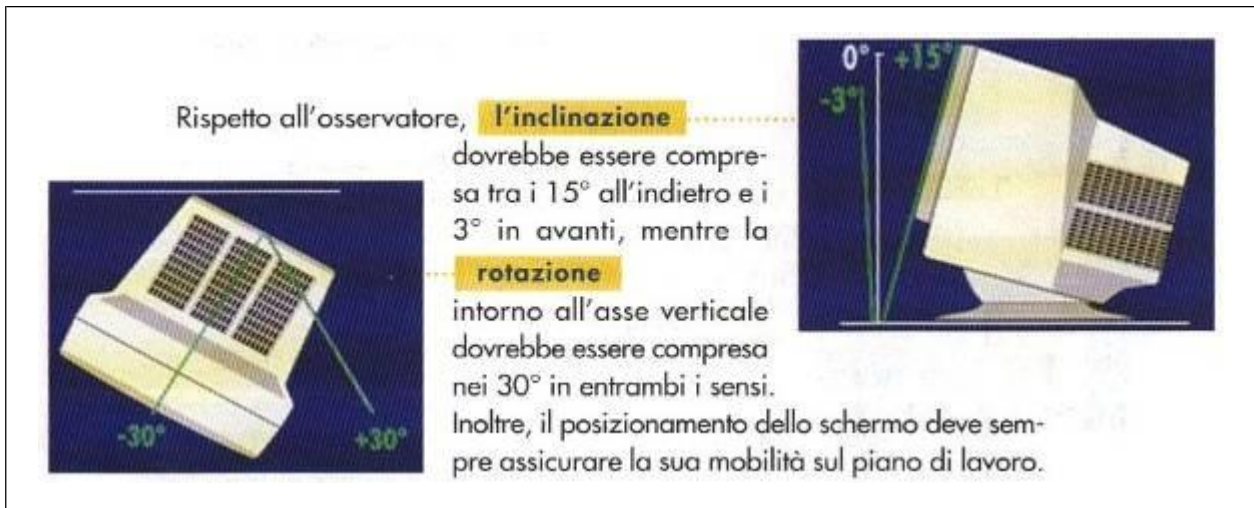 0° +15°
-3°
Rispetto all'osservatore, l'inclinazione
dovrebbe essere compre-
sa tra i 15° all'indietro e i
3° in avanti, mentre la
rotazione
intorno all'asse verticale
dovrebbe essere compresa
nei 30° in entrambi i sensi.
-30° +30°
Inoltre, il posizionamento dello schermo deve sem-
pre assicurare la sua mobilità sul piano di lavoro.